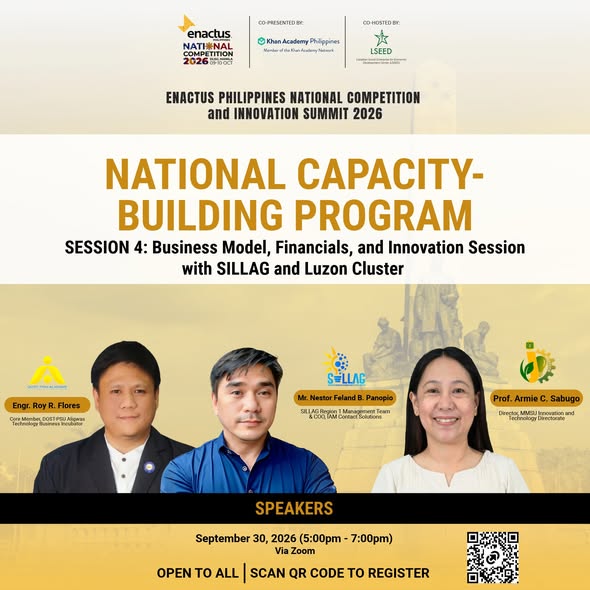 enactus
PHILIPPINES
NATIONAL
COMPETITION
2026
CO-PRESENTED BY:
Khan Academy Philippines
Member of the Khan Academy Network
CO-HOSTED BY:
LSEED
ENACTUS PHILIPPINES NATIONAL COMPETITION
and INNOVATION SUMMIT 2026
NATIONAL CAPACITY-
BUILDING PROGRAM
SESSION 4: Business Model, Financials, and Innovation Session
with SILLAG and Luzon Cluster
Engr. Roy R. Flores
Core Member, DOST-PSU Aligwas
Technology Business Incubator
SILLAG
Mr. Nestor Feland B. Panopio
SILLAG Region 1 Management Team
& COO, IAM Contact Solutions
Prof. Armie C. Sabugo
Director, MMSU Innovation and
Technology Directorate
SPEAKERS
September 30, 2026 (5:00pm - 7:00pm)
Via Zoom
OPEN TO ALL | SCAN QR CODE TO REGISTER